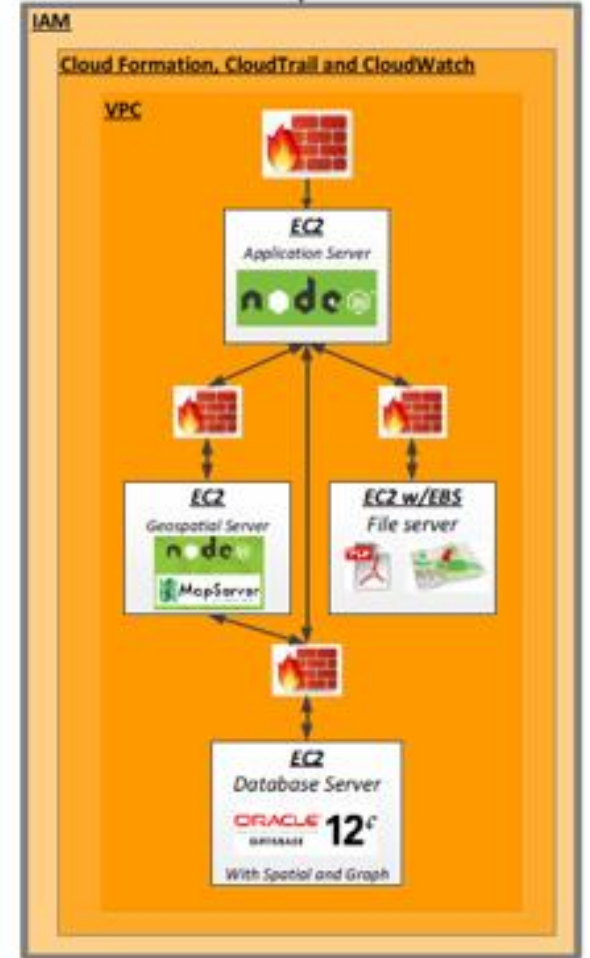 IAM
Cloud Formation, CloudTrail and CloudWatch
VPC
EC2
Application Server
node
EC2
Geospatial Server
node
MapServer
EC2 w/EBS
File server
PDF
EC2
Database Server
ORACLE 12c
DATABASE
With Spatial and Graph